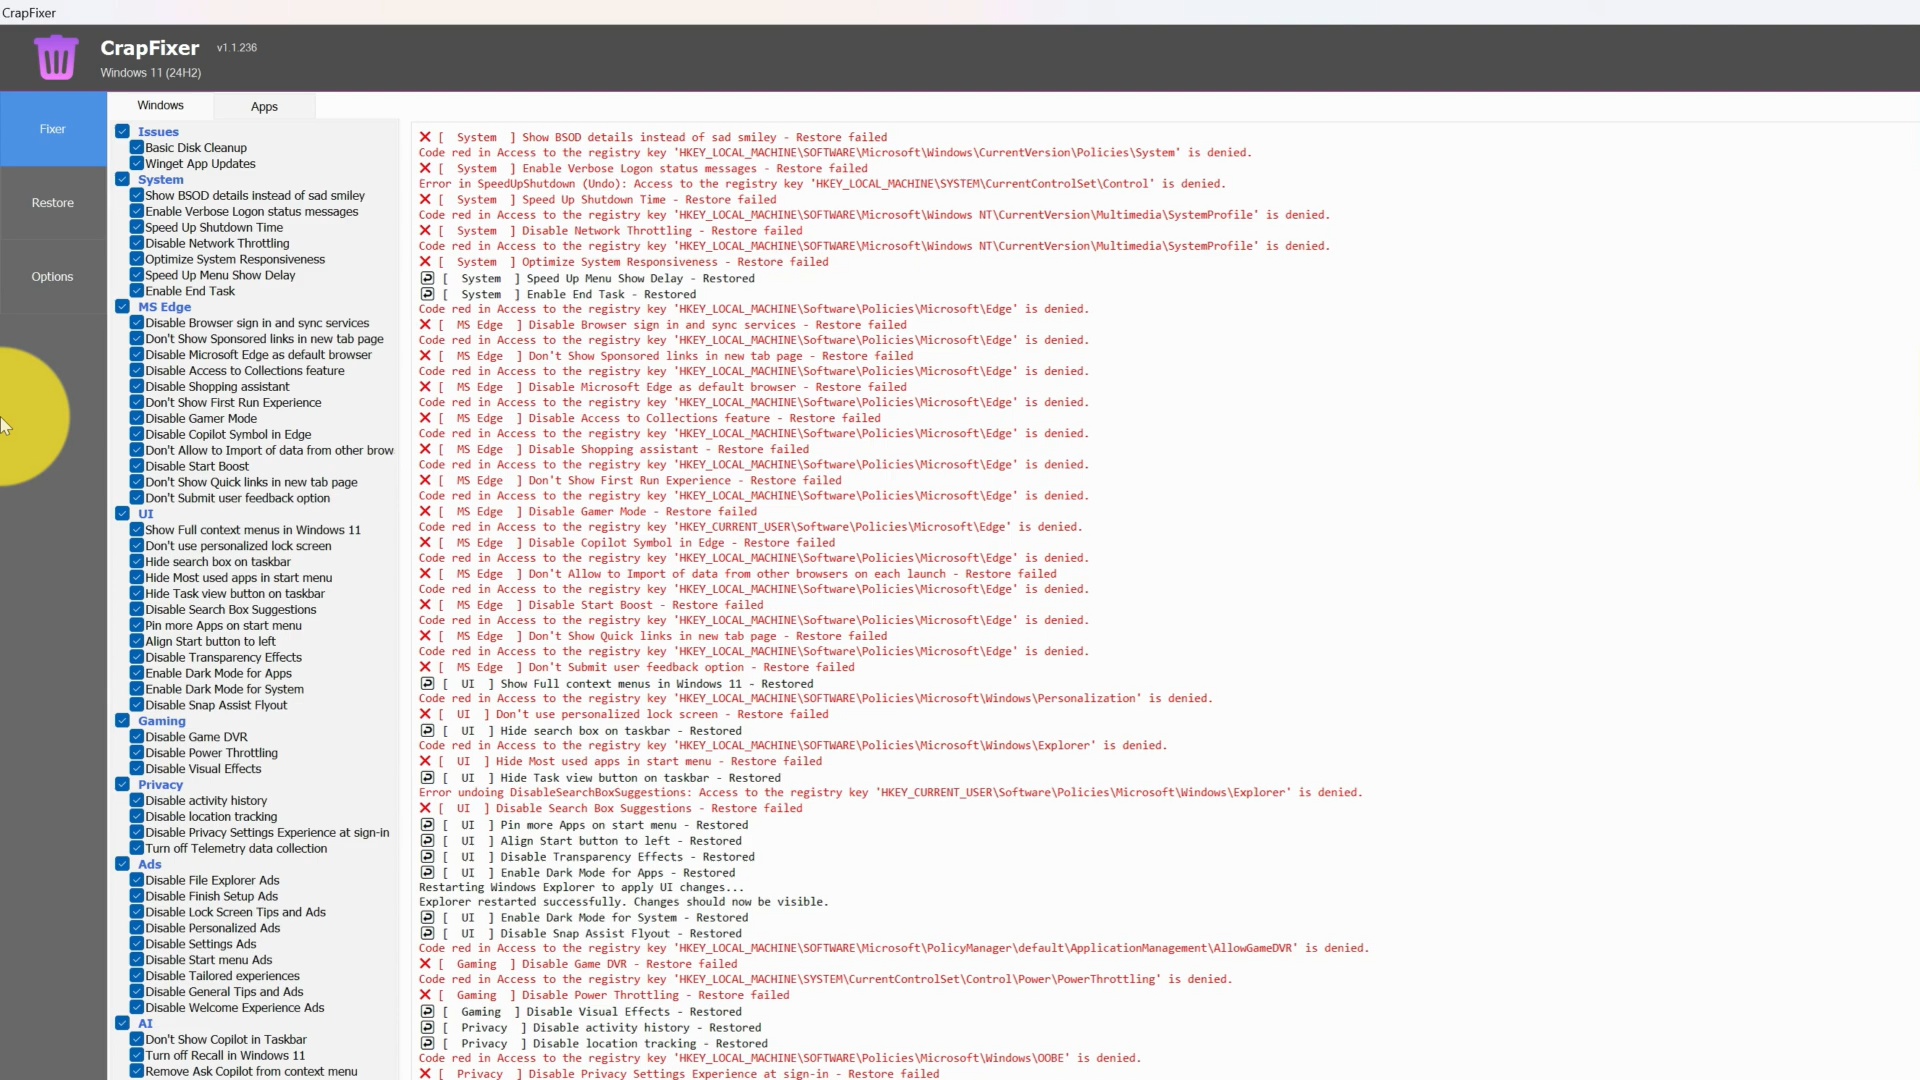 CrapFixer
CrapFixer v1.1.236
Windows 11 (24H2)
Fixer
Restore
Options
Windows Apps
Issues
Basic Disk Cleanup
Winget App Updates
System
Show BSOD details instead of sad smiley
Enable Verbose Logon status messages
Speed Up Shutdown Time
Disable Network Throttling
Optimize System Responsiveness
Speed Up Menu Show Delay
Enable End Task
MS Edge
Disable Browser sign in and sync services
Don't Show Sponsored links in new tab page
Disable Microsoft Edge as default browser
Disable Access to Collections feature
Disable Shopping assistant
Don't Show First Run Experience
Disable Gamer Mode
Disable Copilot Symbol in Edge
Don't Allow to Import of data from other brow
Disable Start Boost
Don't Show Quick links in new tab page
Don't Submit user feedback option
UI
Show Full context menus in Windows 11
Don't use personalized lock screen
Hide search box on taskbar
Hide Most used apps in start menu
Hide Task view button on taskbar
Disable Search Box Suggestions
Pin more Apps on start menu
Align Start button to left
Disable Transparency Effects
Enable Dark Mode for Apps
Enable Dark Mode for System
Disable Snap Assist Flyout
Gaming
Disable Game DVR
Disable Power Throttling
Disable Visual Effects
Privacy
Disable activity history
Disable location tracking
Disable Privacy Settings Experience at sign-in
Turn off Telemetry data collection
Ads
Disable File Explorer Ads
Disable Finish Setup Ads
Disable Lock Screen Tips and Ads
Disable Personalized Ads
Disable Settings Ads
Disable Start menu Ads
Disable Tailored experiences
Disable General Tips and Ads
Disable Welcome Experience Ads
AI
Don't Show Copilot in Taskbar
Turn off Recall in Windows 11
Remove Ask Copilot from context menu
❌ [ System ] Show BSOD details instead of sad smiley - Restore failed
Code red in Access to the registry key 'HKEY_LOCAL_MACHINE\SOFTWARE\Microsoft\Windows\CurrentVersion\Policies\System' is denied.
❌ [ System ] Enable Verbose Logon status messages - Restore failed
Error in SpeedUpShutdown (Undo): Access to the registry key 'HKEY_LOCAL_MACHINE\SYSTEM\CurrentControlSet\Control' is denied.
❌ [ System ] Speed Up Shutdown Time - Restore failed
Code red in Access to the registry key 'HKEY_LOCAL_MACHINE\SOFTWARE\Microsoft\Windows NT\CurrentVersion\Multimedia\SystemProfile' is denied.
❌ [ System ] Disable Network Throttling - Restore failed
Code red in Access to the registry key 'HKEY_LOCAL_MACHINE\SOFTWARE\Microsoft\Windows NT\CurrentVersion\Multimedia\SystemProfile' is denied.
❌ [ System ] Optimize System Responsiveness - Restore failed
[ System ] Speed Up Menu Show Delay - Restored
[ System ] Enable End Task - Restored
Code red in Access to the registry key 'HKEY_LOCAL_MACHINE\Software\Policies\Microsoft\Edge' is denied.
❌ [ MS Edge ] Disable Browser sign in and sync services - Restore failed
Code red in Access to the registry key 'HKEY_LOCAL_MACHINE\Software\Policies\Microsoft\Edge' is denied.
❌ [ MS Edge ] Don't Show Sponsored links in new tab page - Restore failed
Code red in Access to the registry key 'HKEY_LOCAL_MACHINE\Software\Policies\Microsoft\Edge' is denied.
❌ [ MS Edge ] Disable Microsoft Edge as default browser - Restore failed
Code red in Access to the registry key 'HKEY_LOCAL_MACHINE\Software\Policies\Microsoft\Edge' is denied.
❌ [ MS Edge ] Disable Access to Collections feature - Restore failed
Code red in Access to the registry key 'HKEY_LOCAL_MACHINE\Software\Policies\Microsoft\Edge' is denied.
❌ [ MS Edge ] Disable Shopping assistant - Restore failed
Code red in Access to the registry key 'HKEY_LOCAL_MACHINE\Software\Policies\Microsoft\Edge' is denied.
❌ [ MS Edge ] Don't Show First Run Experience - Restore failed
Code red in Access to the registry key 'HKEY_LOCAL_MACHINE\Software\Policies\Microsoft\Edge' is denied.
❌ [ MS Edge ] Disable Gamer Mode - Restore failed
Code red in Access to the registry key 'HKEY_CURRENT_USER\Software\Policies\Microsoft\Edge' is denied.
❌ [ MS Edge ] Disable Copilot Symbol in Edge - Restore failed
Code red in Access to the registry key 'HKEY_LOCAL_MACHINE\Software\Policies\Microsoft\Edge' is denied.
❌ [ MS Edge ] Don't Allow to Import of data from other browsers on each launch - Restore failed
Code red in Access to the registry key 'HKEY_LOCAL_MACHINE\Software\Policies\Microsoft\Edge' is denied.
❌ [ MS Edge ] Disable Start Boost - Restore failed
Code red in Access to the registry key 'HKEY_LOCAL_MACHINE\Software\Policies\Microsoft\Edge' is denied.
❌ [ MS Edge ] Don't Show Quick links in new tab page - Restore failed
Code red in Access to the registry key 'HKEY_LOCAL_MACHINE\Software\Policies\Microsoft\Edge' is denied.
❌ [ MS Edge ] Don't Submit user feedback option - Restore failed
[ UI ] Show Full context menus in Windows 11 - Restored
Code red in Access to the registry key 'HKEY_LOCAL_MACHINE\SOFTWARE\Policies\Microsoft\Windows\Personalization' is denied.
❌ [ UI ] Don't use personalized lock screen - Restore failed
[ UI ] Hide search box on taskbar - Restored
Code red in Access to the registry key 'HKEY_LOCAL_MACHINE\SOFTWARE\Policies\Microsoft\Windows\Explorer' is denied.
❌ [ UI ] Hide Most used apps in start menu - Restore failed
[ UI ] Hide Task view button on taskbar - Restored
Error undoing DisableSearchBoxSuggestions: Access to the registry key 'HKEY_CURRENT_USER\Software\Policies\Microsoft\Windows\Explorer' is denied.
❌ [ UI ] Disable Search Box Suggestions - Restore failed
[ UI ] Pin more Apps on start menu - Restored
[ UI ] Align Start button to left - Restored
[ UI ] Disable Transparency Effects - Restored
[ UI ] Enable Dark Mode for Apps - Restored
Restarting Windows Explorer to apply UI changes...
Explorer restarted successfully. Changes should now be visible.
[ UI ] Enable Dark Mode for System - Restored
[ UI ] Disable Snap Assist Flyout - Restored
Code red in Access to the registry key 'HKEY_LOCAL_MACHINE\SOFTWARE\Microsoft\PolicyManager\default\ApplicationManagement\AllowGameDVR' is denied.
❌ [ Gaming ] Disable Game DVR - Restore failed
Code red in Access to the registry key 'HKEY_LOCAL_MACHINE\SYSTEM\CurrentControlSet\Control\Power\PowerThrottling' is denied.
❌ [ Gaming ] Disable Power Throttling - Restore failed
[ Gaming ] Disable Visual Effects - Restored
[ Privacy ] Disable activity history - Restored
[ Privacy ] Disable location tracking - Restored
Code red in Access to the registry key 'HKEY_LOCAL_MACHINE\SOFTWARE\Policies\Microsoft\Windows\OOBE' is denied.
❌ [ Privacy ] Disable Privacy Settings Experience at sign-in - Restore failed